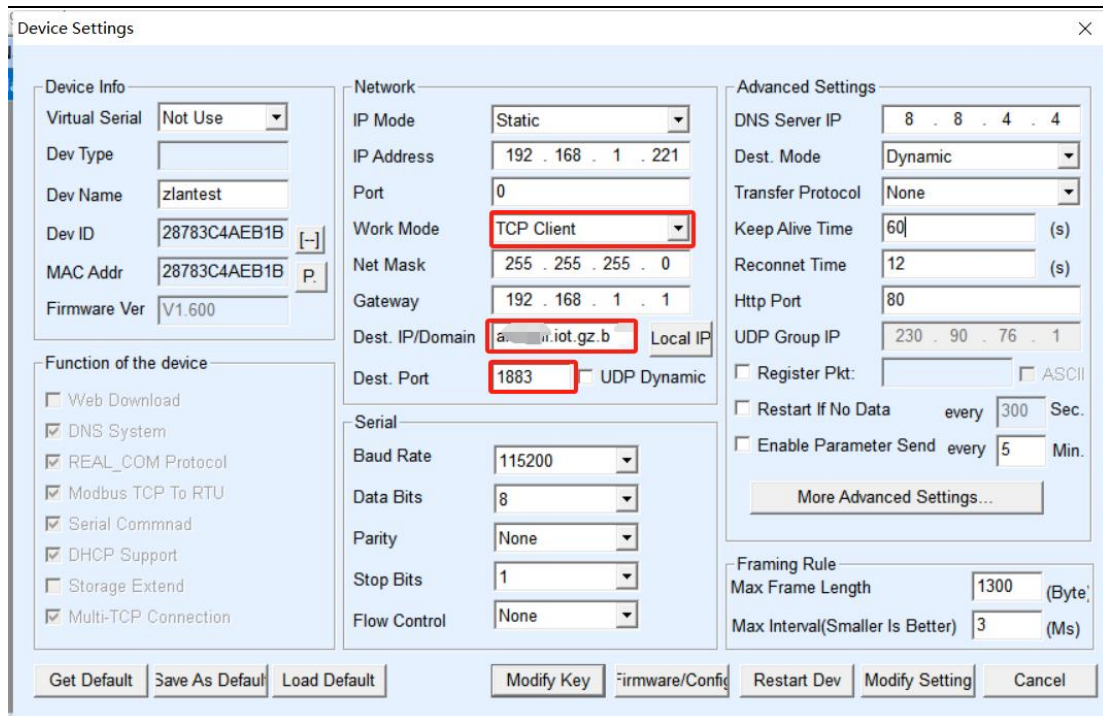 Device Settings
Device Info
Virtual Serial Not Use
Dev Type
Dev Name zlantest
Dev ID 28783C4AEB1B [--]
MAC Addr 28783C4AEB1B P.
Firmware Ver V1.600
Function of the device
Web Download
DNS System
REAL_COM Protocol
Modbus TCP To RTU
Serial Commnad
DHCP Support
Storage Extend
Multi-TCP Connection
Network
IP Mode Static
IP Address 192 . 168 . 1 . 221
Port 0
Work Mode TCP Client
Net Mask 255 . 255 . 255 . 0
Gateway 192 . 168 . 1 . 1
Dest. IP/Domain .iot.gz.b Local IP
Dest. Port 1883 UDP Dynamic
Serial
Baud Rate 115200
Data Bits 8
Parity None
Stop Bits 1
Flow Control None
Advanced Settings
DNS Server IP 8 . 8 . 4 . 4
Dest. Mode Dynamic
Transfer Protocol None
Keep Alive Time 60 (s)
Reconnet Time 12 (s)
Http Port 80
UDP Group IP 230 . 90 . 76 . 1
Register Pkt: ASCII
Restart If No Data every 300 Sec.
Enable Parameter Send every 5 Min.
More Advanced Settings...
Framing Rule
Max Frame Length 1300 (Byte)
Max Interval(Smaller Is Better) 3 (Ms)
Get Default Save As Defaul Load Default Modify Key Firmware/Config Restart Dev Modify Setting Cancel